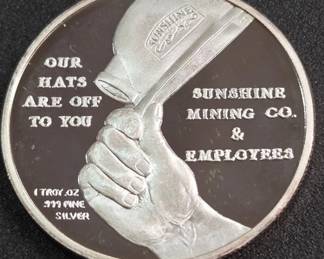 SUNSHINE
OUR
HATS
ARE OFF
TO YOU
SUNSHINE
MINING CO.
&
EMPLOYEES
1 TROY .OZ
.999 FINE
SILVER